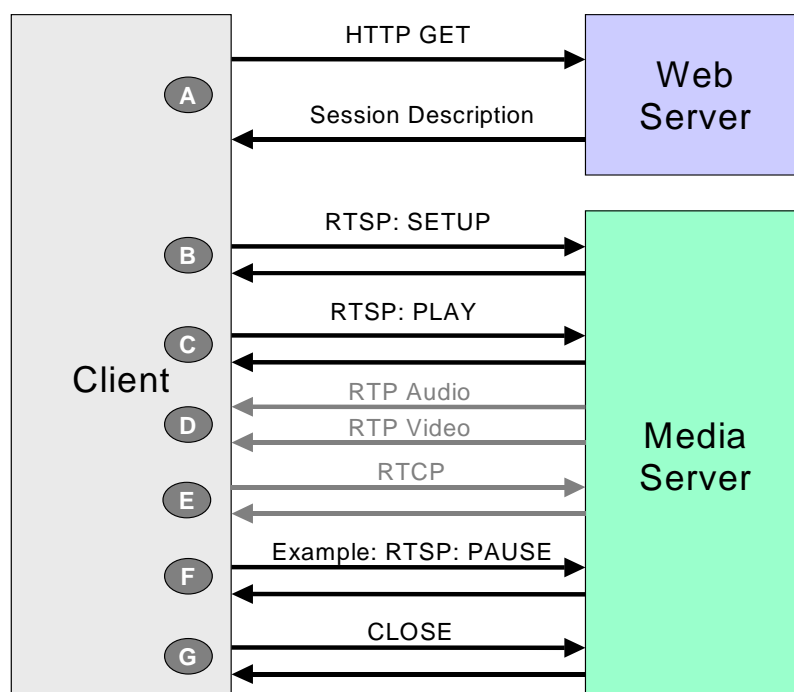 HTTP GET
Web
Server
A
Session Description
RTSP: SETUP
B
RTSP: PLAY
C
Client
RTP Audio
D
RTP Video
Media
Server
RTCP
E
Example: RTSP: PAUSE
F
CLOSE
G